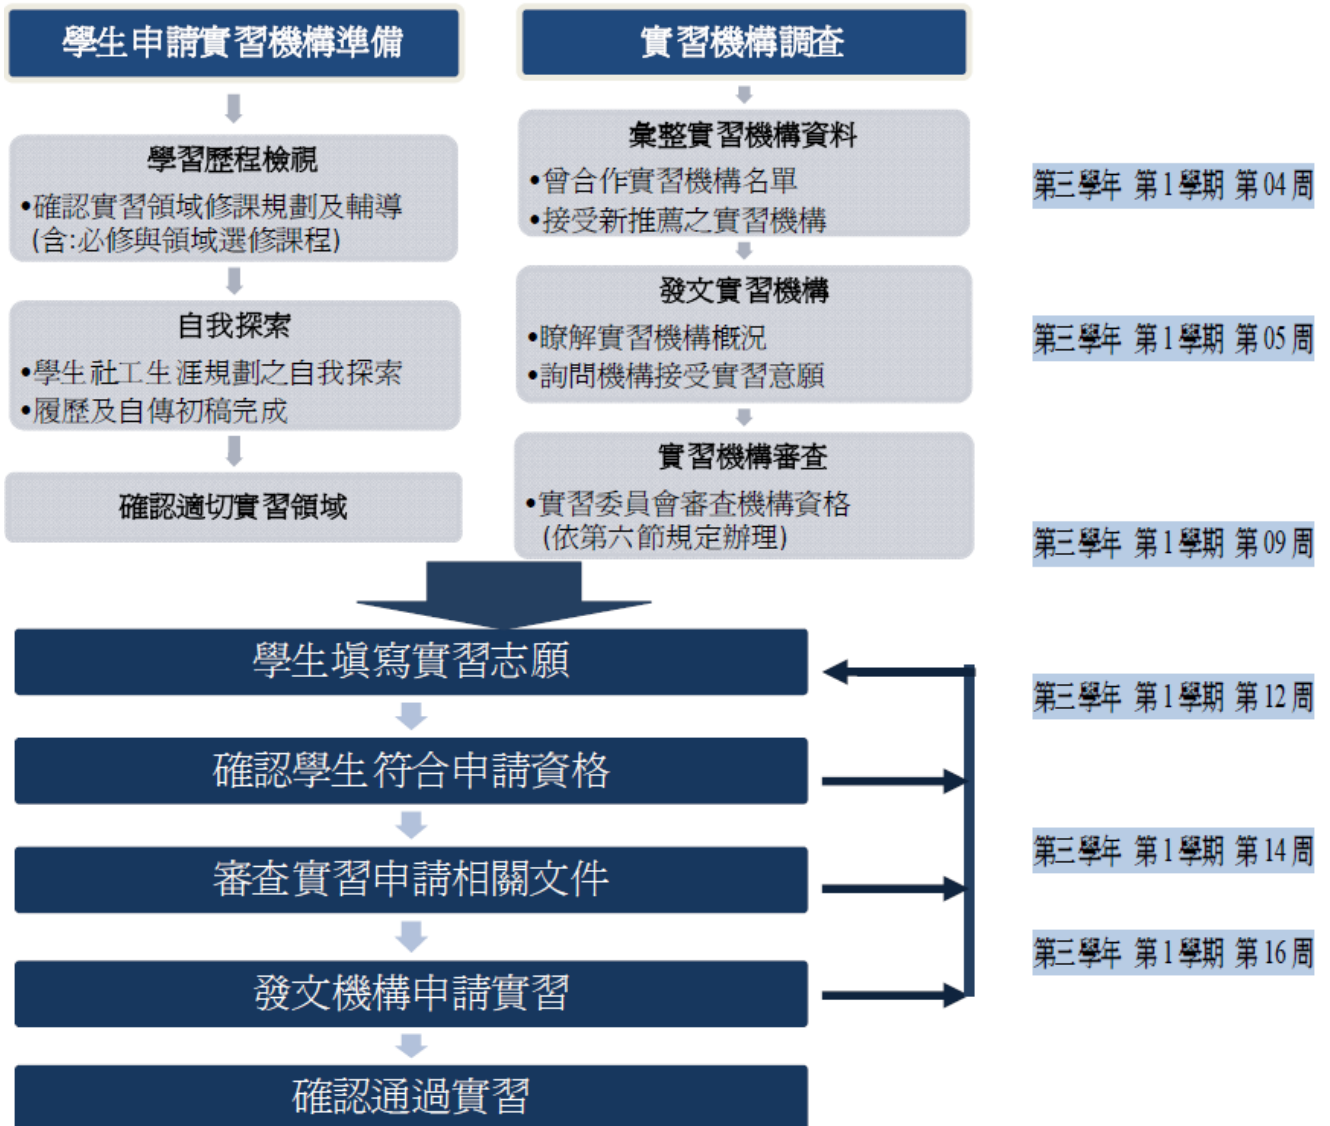 學生申請實習機構準備
學習歷程檢視
•確認實習領域修課規劃及輔導
(含:必修與領域選修課程)
自我探索
•學生社工生涯規劃之自我探索
•履歷及自傳初稿完成
確認適切實習領域
實習機構調查
彙整實習機構資料
•曾合作實習機構名單
•接受新推薦之實習機構
發文實習機構
•瞭解實習機構概況
•詢問機構接受實習意願
實習機構審查
•實習委員會審查機構資格
(依第六節規定辦理)
第三學年 第1學期 第04周
第三學年 第1學期 第05周
第三學年 第1學期 第09周
學生填寫實習志願
第三學年 第1學期 第12周
確認學生符合申請資格
審查實習申請相關文件
第三學年 第1學期 第14周
發文機構申請實習
第三學年 第1學期 第16周
確認通過實習